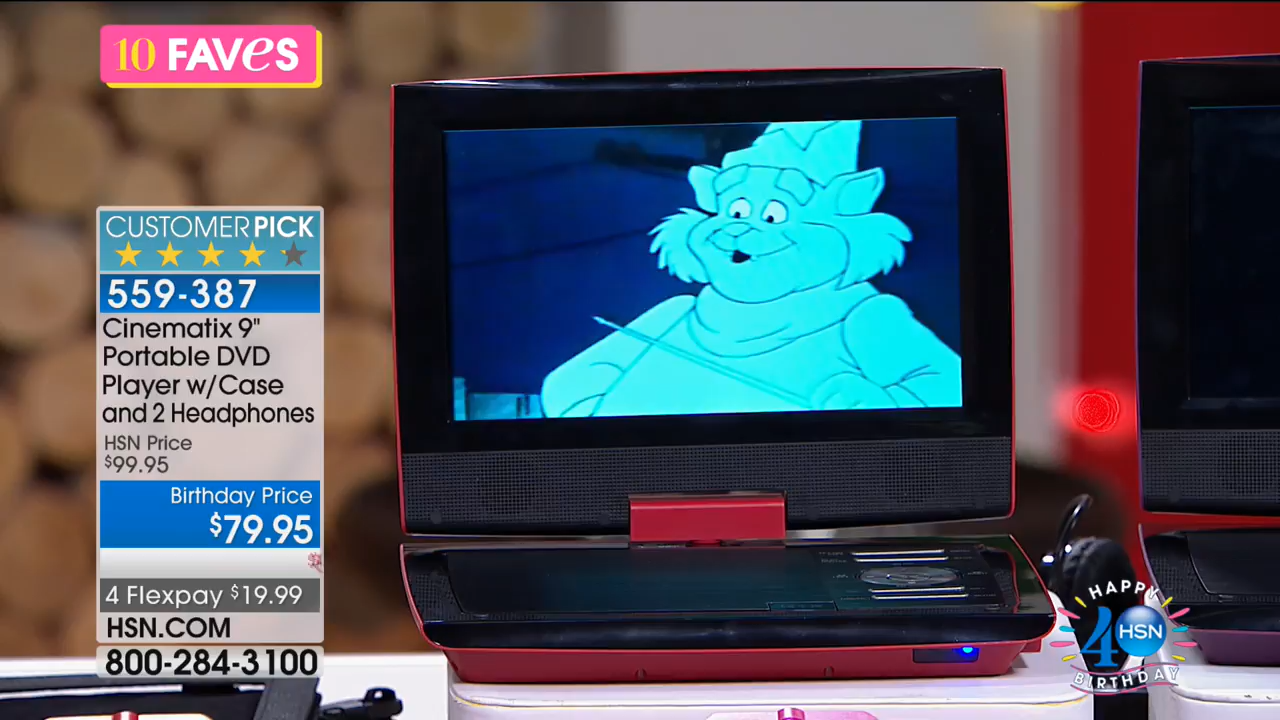 10 FAVeS
CUSTOMER PICK
559-387
Cinematix 9"
Portable DVD
Player w/Case
and 2 Headphones
HSN Price
$99.95
Birthday Price
$79.95
4 Flexpay $19.99
HSN.COM
800-284-3100
HAPPY
40
HSN
BIRTHDAY